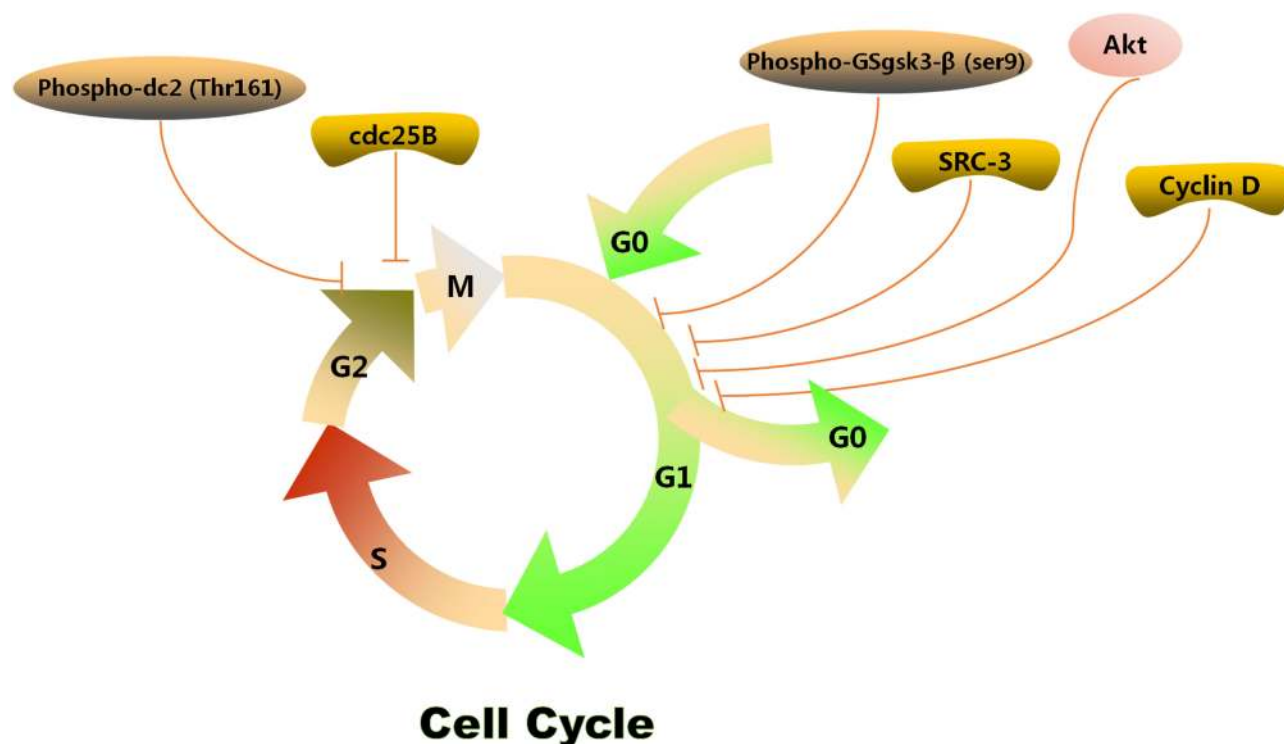 Akt
Phospho-GSgsk3-β (ser9)
Phospho-dc2 (Thr161)
cdc25B
SRC-3
Cyclin D
G0
M
G2
G0
G1
S
Cell Cycle